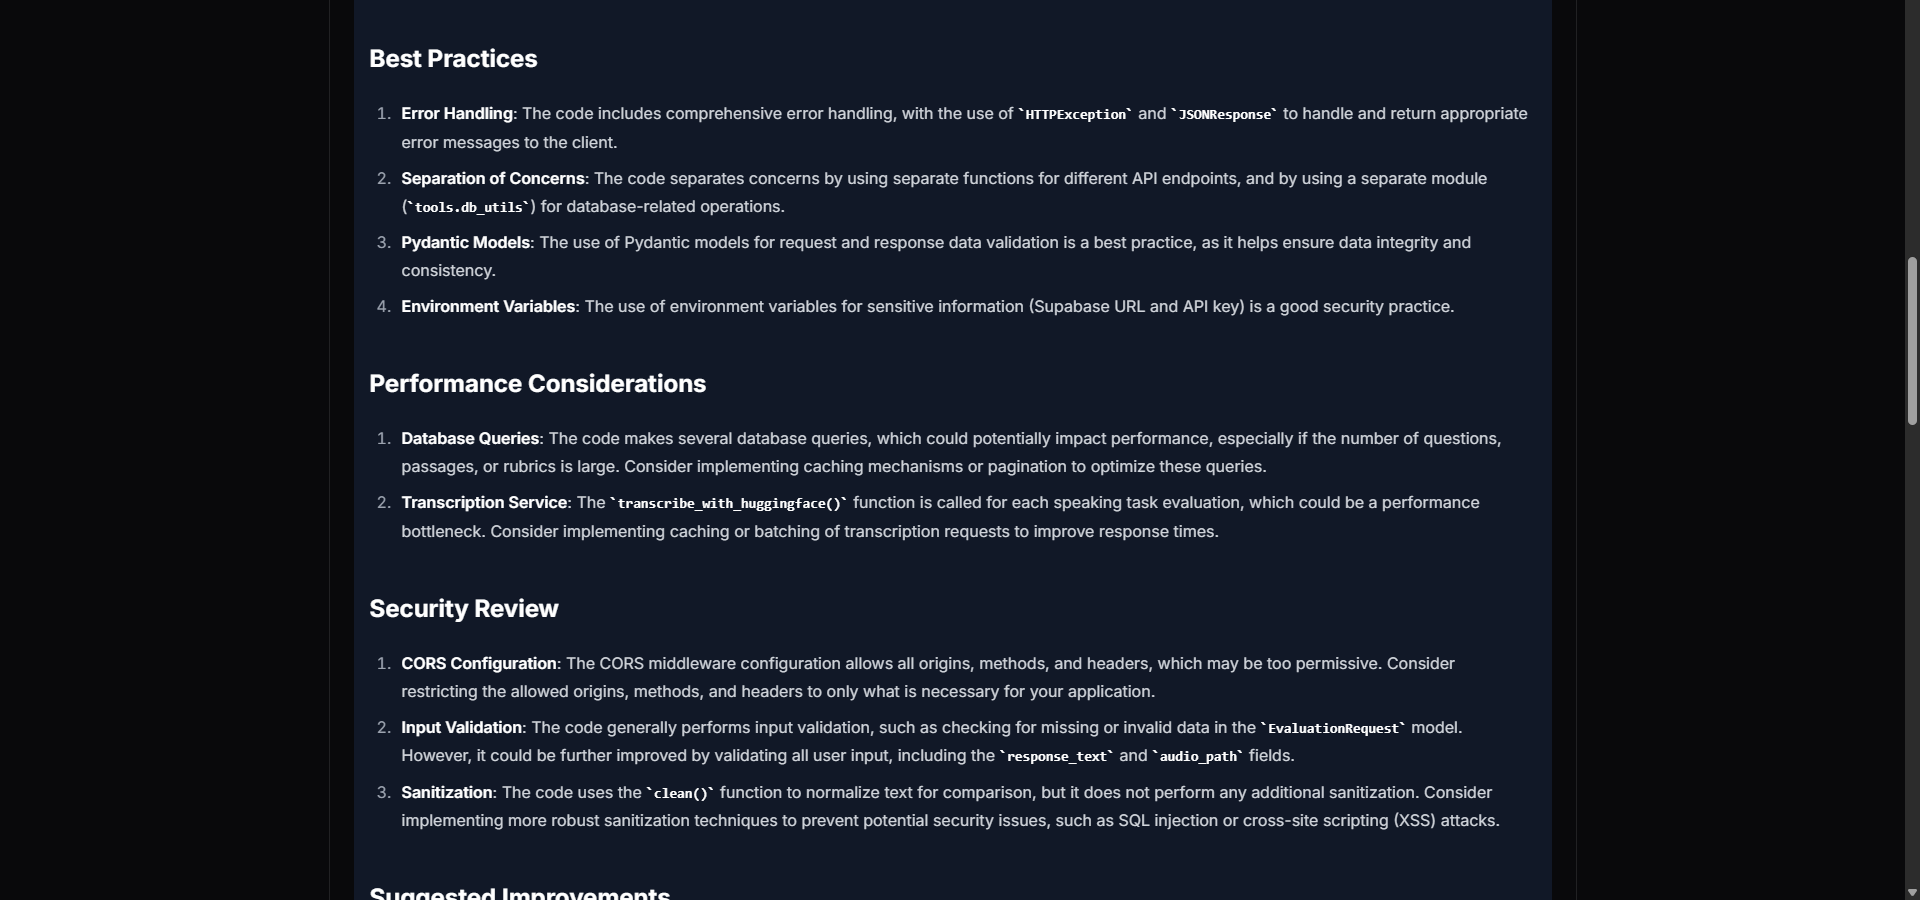 Best Practices
1. Error Handling: The code includes comprehensive error handling, with the use of `HTTPException` and `JSONResponse` to handle and return appropriate
error messages to the client.
2. Separation of Concerns: The code separates concerns by using separate functions for different API endpoints, and by using a separate module
(`tools.db_utils`) for database-related operations.
3. Pydantic Models: The use of Pydantic models for request and response data validation is a best practice, as it helps ensure data integrity and
consistency.
4. Environment Variables: The use of environment variables for sensitive information (Supabase URL and API key) is a good security practice.
Performance Considerations
1. Database Queries: The code makes several database queries, which could potentially impact performance, especially if the number of questions,
passages, or rubrics is large. Consider implementing caching mechanisms or pagination to optimize these queries.
2. Transcription Service: The `transcribe_with_huggingface()` function is called for each speaking task evaluation, which could be a performance
bottleneck. Consider implementing caching or batching of transcription requests to improve response times.
Security Review
1. CORS Configuration: The CORS middleware configuration allows all origins, methods, and headers, which may be too permissive. Consider
restricting the allowed origins, methods, and headers to only what is necessary for your application.
2. Input Validation: The code generally performs input validation, such as checking for missing or invalid data in the `EvaluationRequest` model.
However, it could be further improved by validating all user input, including the `response_text` and `audio_path` fields.
3. Sanitization: The code uses the `clean()` function to normalize text for comparison, but it does not perform any additional sanitization. Consider
implementing more robust sanitization techniques to prevent potential security issues, such as SQL injection or cross-site scripting (XSS) attacks.
Suggested Improvements